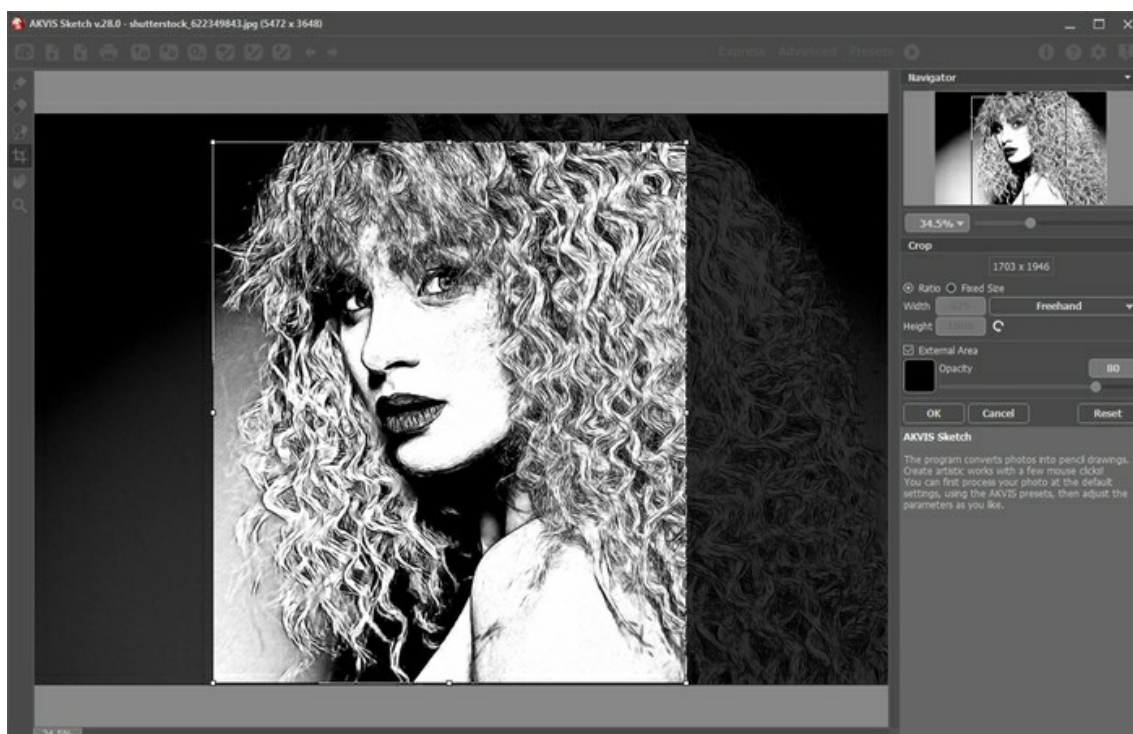 AKVIS Sketch v.28.0 - shutterstock_622349843.jpg (5472 x 3648)
Express Advanced Presets
Navigator
34.5%
Crop
1703 x 1946
Ratio Fixed Size
Width Freehand
Height
External Area
Opacity 80
OK Cancel Reset
AKVIS Sketch
The program converts photos into pencil drawings.
Create artistic works with a few mouse clicks!
You can first process your photo at the default
settings, using the AKVIS presets, then adjust the
parameters as you like.
34.5%